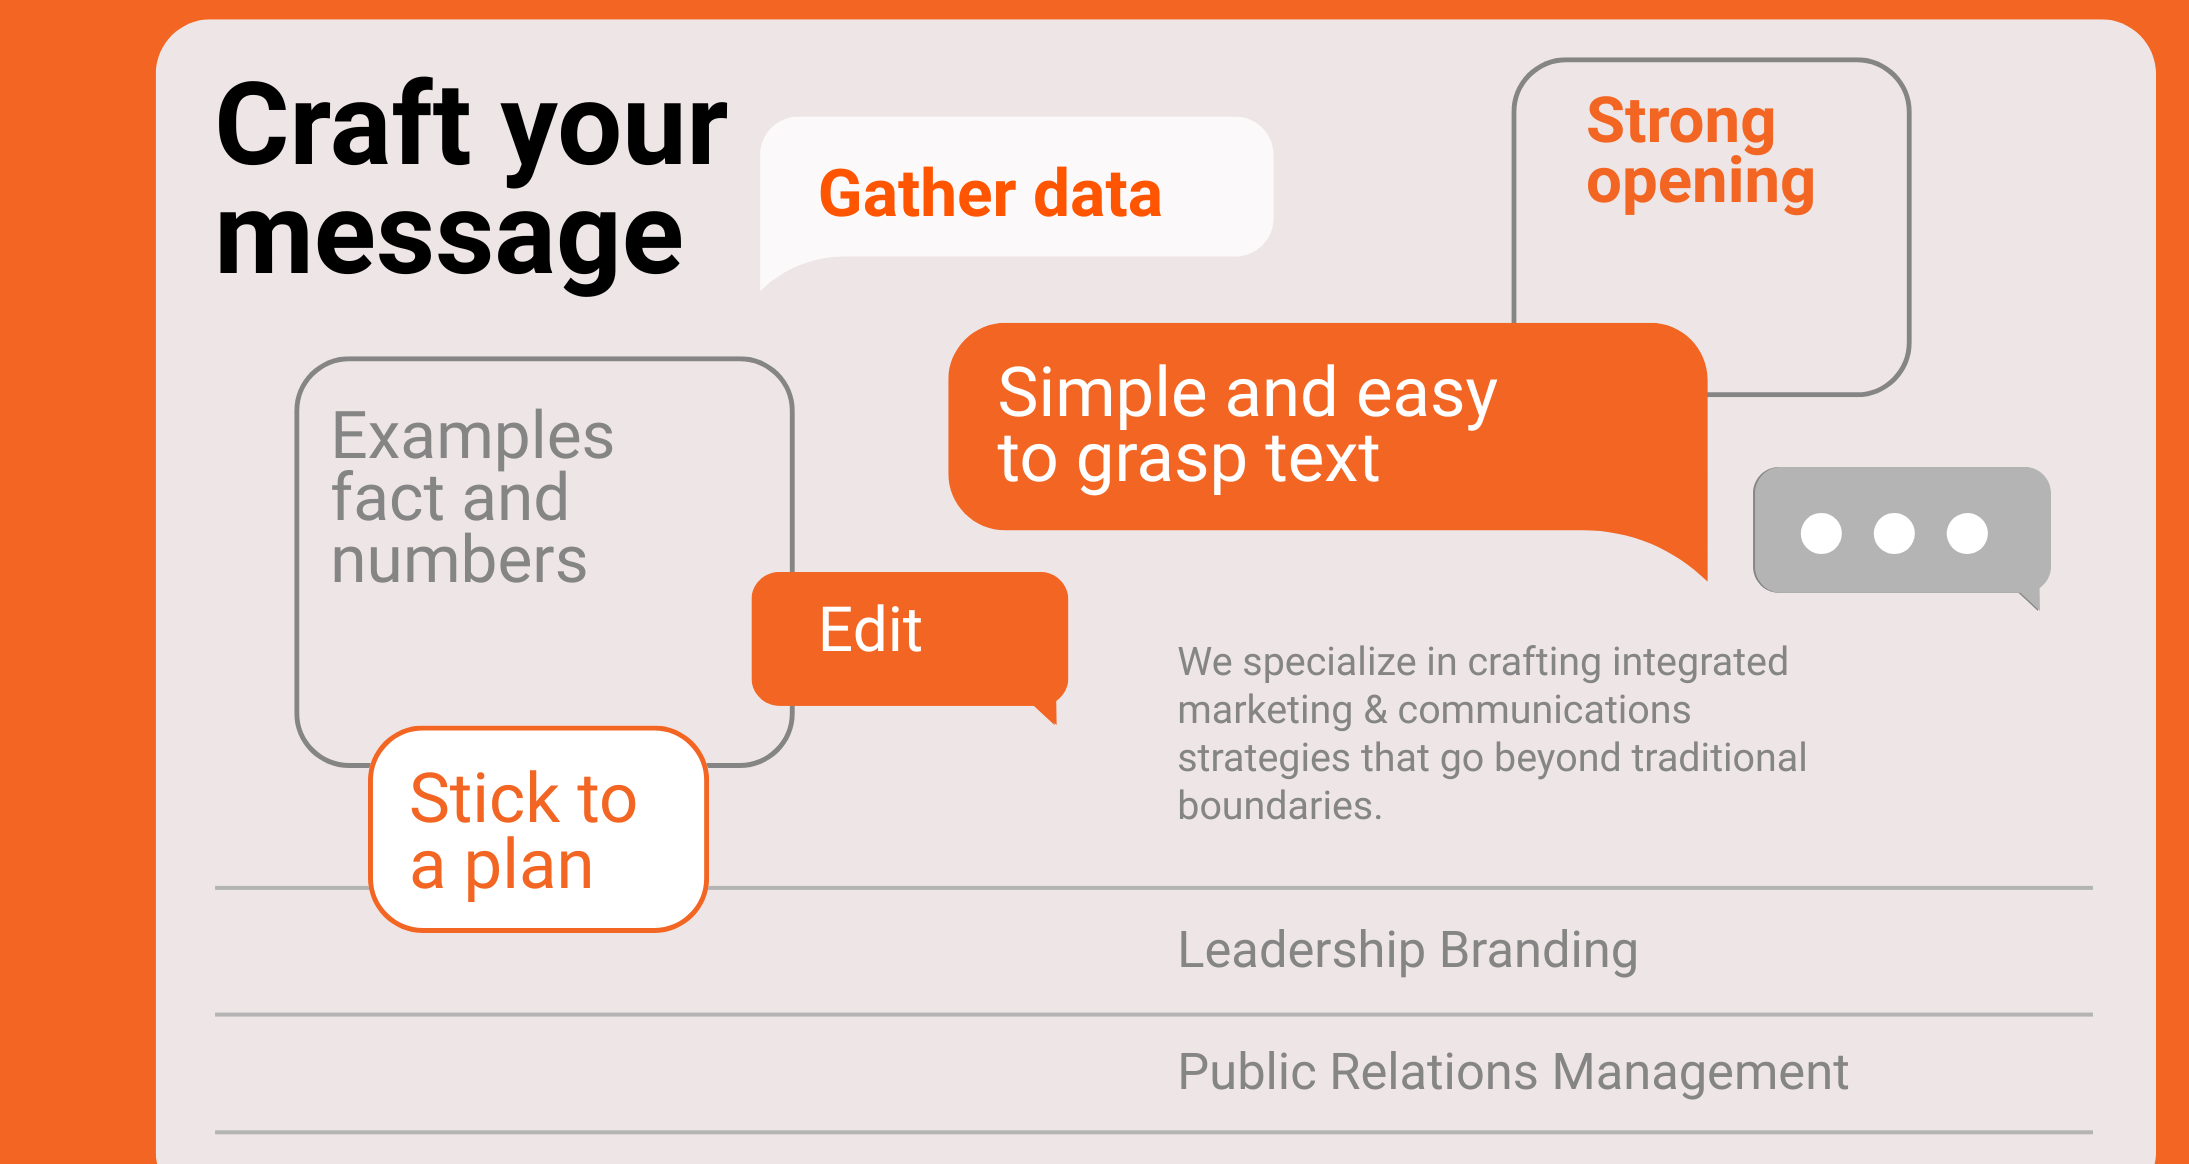 Craft your
message
Gather data
Strong
opening
Simple and easy
to grasp text
Examples
fact and
numbers
Edit
Stick to
a plan
We specialize in crafting integrated
marketing & communications
strategies that go beyond traditional
boundaries.
Leadership Branding
Public Relations Management